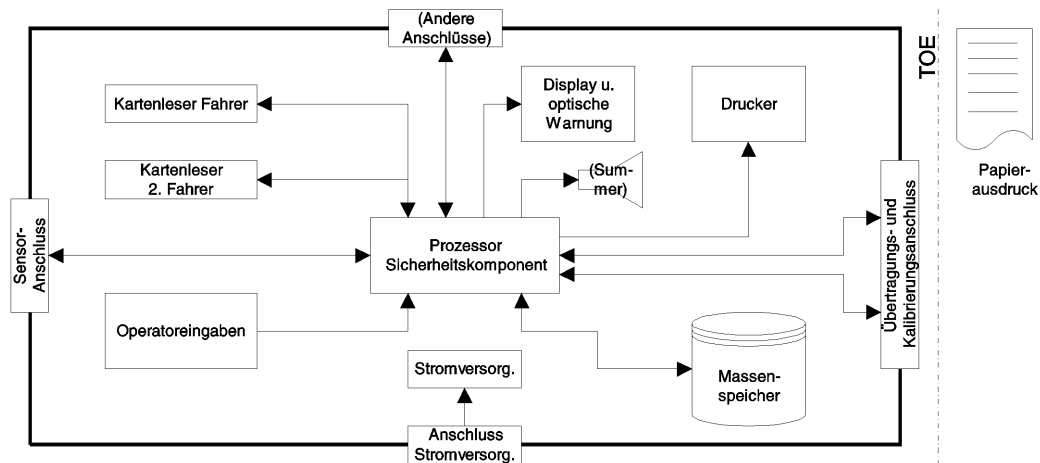 (Andere
Anschlüsse)
TOE
Kartenleser Fahrer
Display u.
optische
Warnung
Drucker
Kartenleser
2. Fahrer
(Sum-
mer)
Papier-
ausdruck
Sensor-
Anschluss
Prozessor
Sicherheitskomponent
Übertragungs- und
Kalibrierungsanschluss
Operatoreingaben
Stromversorg.
Massen-
speicher
Anschluss
Stromversorg.